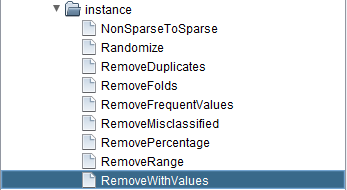 instance
NonSparseToSparse
Randomize
RemoveDuplicates
RemoveFolds
RemoveFrequentValues
RemoveMisclassified
RemovePercentage
RemoveRange
RemoveWithValues